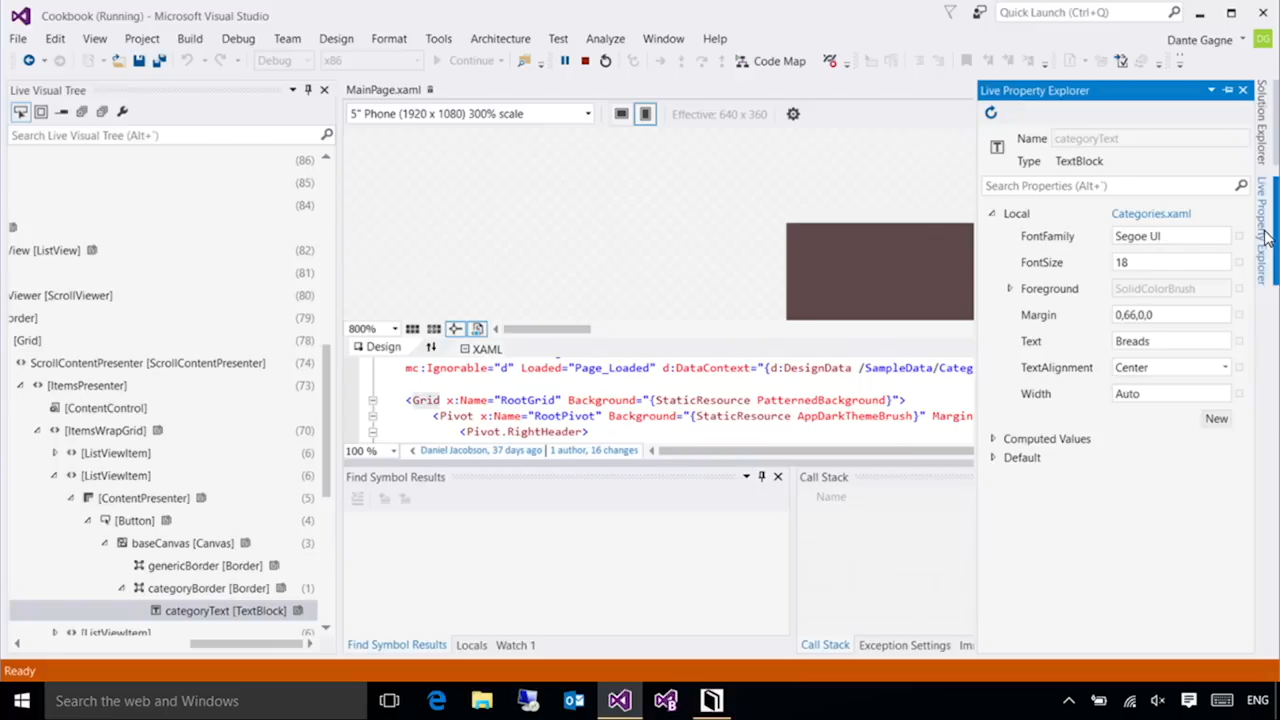 Cookbook (Running) - Microsoft Visual Studio
Quick Launch (Ctrl+Q)
File Edit View Project Build Debug Team Design Format Tools Architecture Test Analyze Window Help
Dante Gagne
DG
Debug x86 Continue Code Map
Live Visual Tree
Search Live Visual Tree (Alt+`)
(86)
(85)
(84)
View [ListView] (82)
(81)
Viewer [ScrollViewer] (80)
order] (79)
[Grid] (78)
ScrollContentPresenter [ScrollContentPresenter] (77)
[ItemsPresenter] (73)
[ContentControl]
[ItemsWrapGrid] (70)
[ListViewItem] (6)
[ListViewItem] (6)
[ContentPresenter] (5)
[Button] (4)
baseCanvas [Canvas] (3)
genericBorder [Border]
categoryBorder [Border] (1)
categoryText [TextBlock]
[ListViewItem] (6)
MainPage.xaml
5" Phone (1920 x 1080) 300% scale
Effective: 640 x 360
800%
Design
XAML
mc:Ignorable="d" Loaded="Page_Loaded" d:DataContext="{d:DesignData /SampleData/Categ
<Grid x:Name="RootGrid" Background="{StaticResource PatternedBackground}">
<Pivot x:Name="RootPivot" Background="{StaticResource AppDarkThemeBrush}" Margin
<Pivot.RightHeader>
100 %
Daniel Jacobson, 37 days ago | 1 author, 16 changes
Find Symbol Results
Find Symbol Results Locals Watch 1
Call Stack
Name
Call Stack Exception Settings Im
Live Property Explorer
Name categoryText
Type TextBlock
Search Properties (Alt+`)
Local Categories.xaml
FontFamily Segoe UI
FontSize 18
Foreground SolidColorBrush
Margin 0,66,0,0
Text Breads
TextAlignment Center
Width Auto
New
Computed Values
Default
Solution Explorer
Live Property Explorer
Ready
Search the web and Windows
ENG